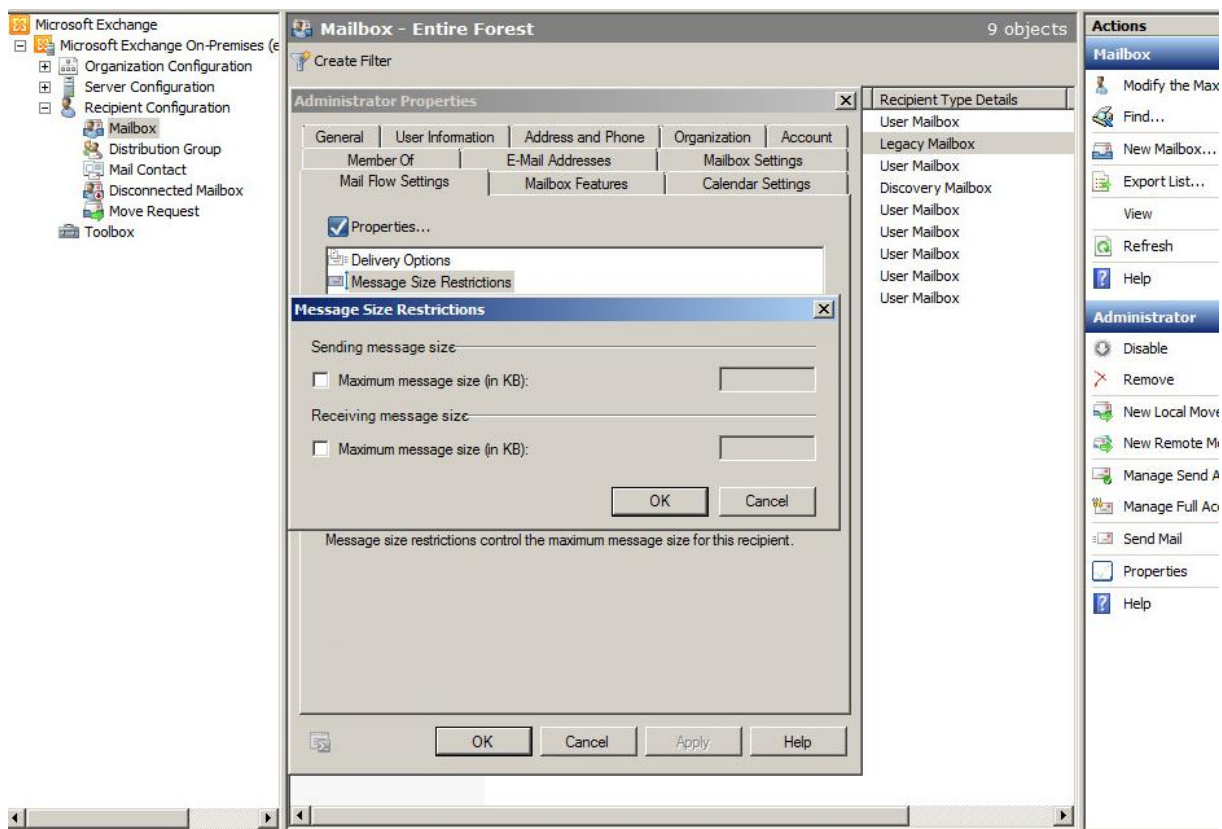 Microsoft Exchange
Microsoft Exchange On-Premises (e
Organization Configuration
Server Configuration
Recipient Configuration
Mailbox
Distribution Group
Mail Contact
Disconnected Mailbox
Move Request
Toolbox
Mailbox - Entire Forest
9 objects
Create Filter
Administrator Properties
General
User Information
Address and Phone
Organization
Account
Member Of
E-Mail Addresses
Mailbox Settings
Mail Flow Settings
Mailbox Features
Calendar Settings
Properties...
Delivery Options
Message Size Restrictions
Message Size Restrictions
Sending message size
Maximum message size (in KB):
Receiving message size
Maximum message size (in KB):
OK
Cancel
Message size restrictions control the maximum message size for this recipient.
OK
Cancel
Apply
Help
Recipient Type Details
User Mailbox
Legacy Mailbox
User Mailbox
Discovery Mailbox
User Mailbox
User Mailbox
User Mailbox
User Mailbox
User Mailbox
Actions
Mailbox
Modify the Max
Find...
New Mailbox...
Export List...
View
Refresh
Help
Administrator
Disable
Remove
New Local Move
New Remote Mo
Manage Send A
Manage Full Acc
Send Mail
Properties
Help